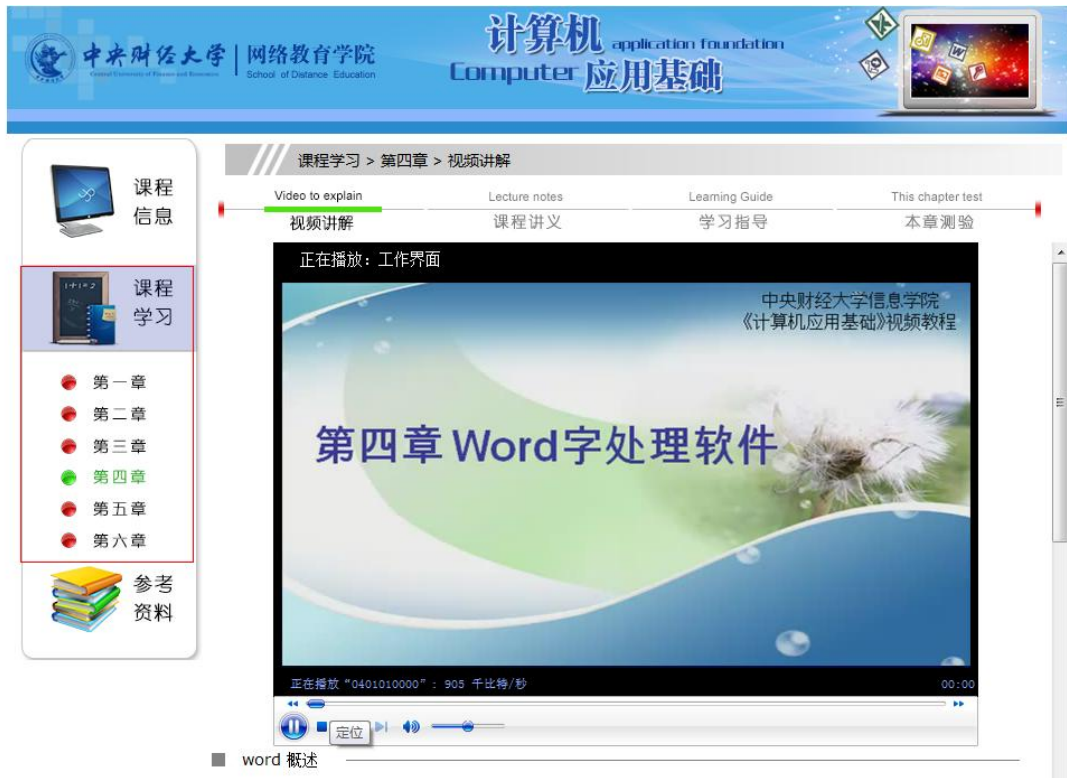 中央财经大学
Central University of Finance and Economics
网络教育学院
School of Distance Education
计算机 application foundation
Computer 应用基础
课程
信息
1+1=2
课程
学习
第一章
第二章
第三章
第四章
第五章
第六章
参考
资料
课程学习 > 第四章 > 视频讲解
Video to explain
视频讲解
Lecture notes
课程讲义
Learning Guide
学习指导
This chapter test
本章测验
正在播放：工作界面
中央财经大学信息学院
《计算机应用基础》视频教程
第四章 Word字处理软件
正在播放 “0401010000” : 905 千比特/秒
00:00
定位
word 概述